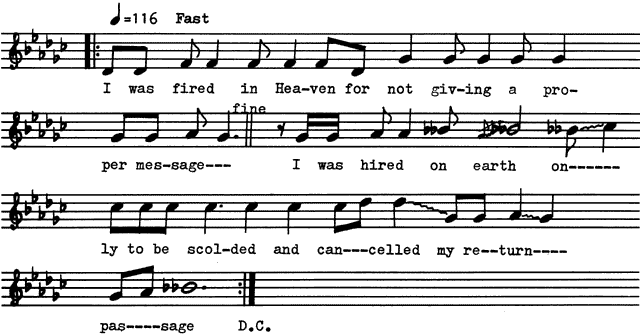 ♩=116 Fast
I was fired in Hea-ven for not giv-ing a pro-
fine
per mes-sage--- I was hired on earth on------
ly to be scol-ded and can---celled my re--turn----
pas----sage D.C.